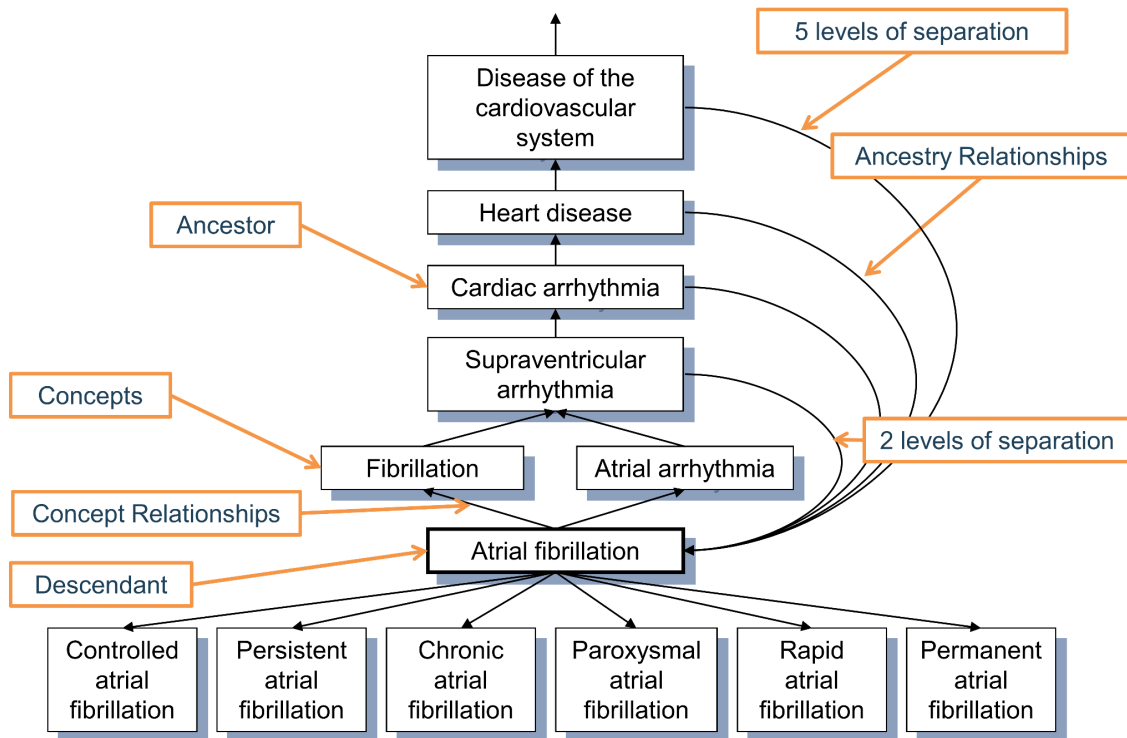 5 levels of separation
Disease of the
cardiovascular
system
Ancestry Relationships
Heart disease
Ancestor
Cardiac arrhythmia
Supraventricular
arrhythmia
Concepts
2 levels of separation
Fibrillation
Atrial arrhythmia
Concept Relationships
Atrial fibrillation
Descendant
Controlled
atrial
fibrillation
Persistent
atrial
fibrillation
Chronic
atrial
fibrillation
Paroxysmal
atrial
fibrillation
Rapid
atrial
fibrillation
Permanent
atrial
fibrillation